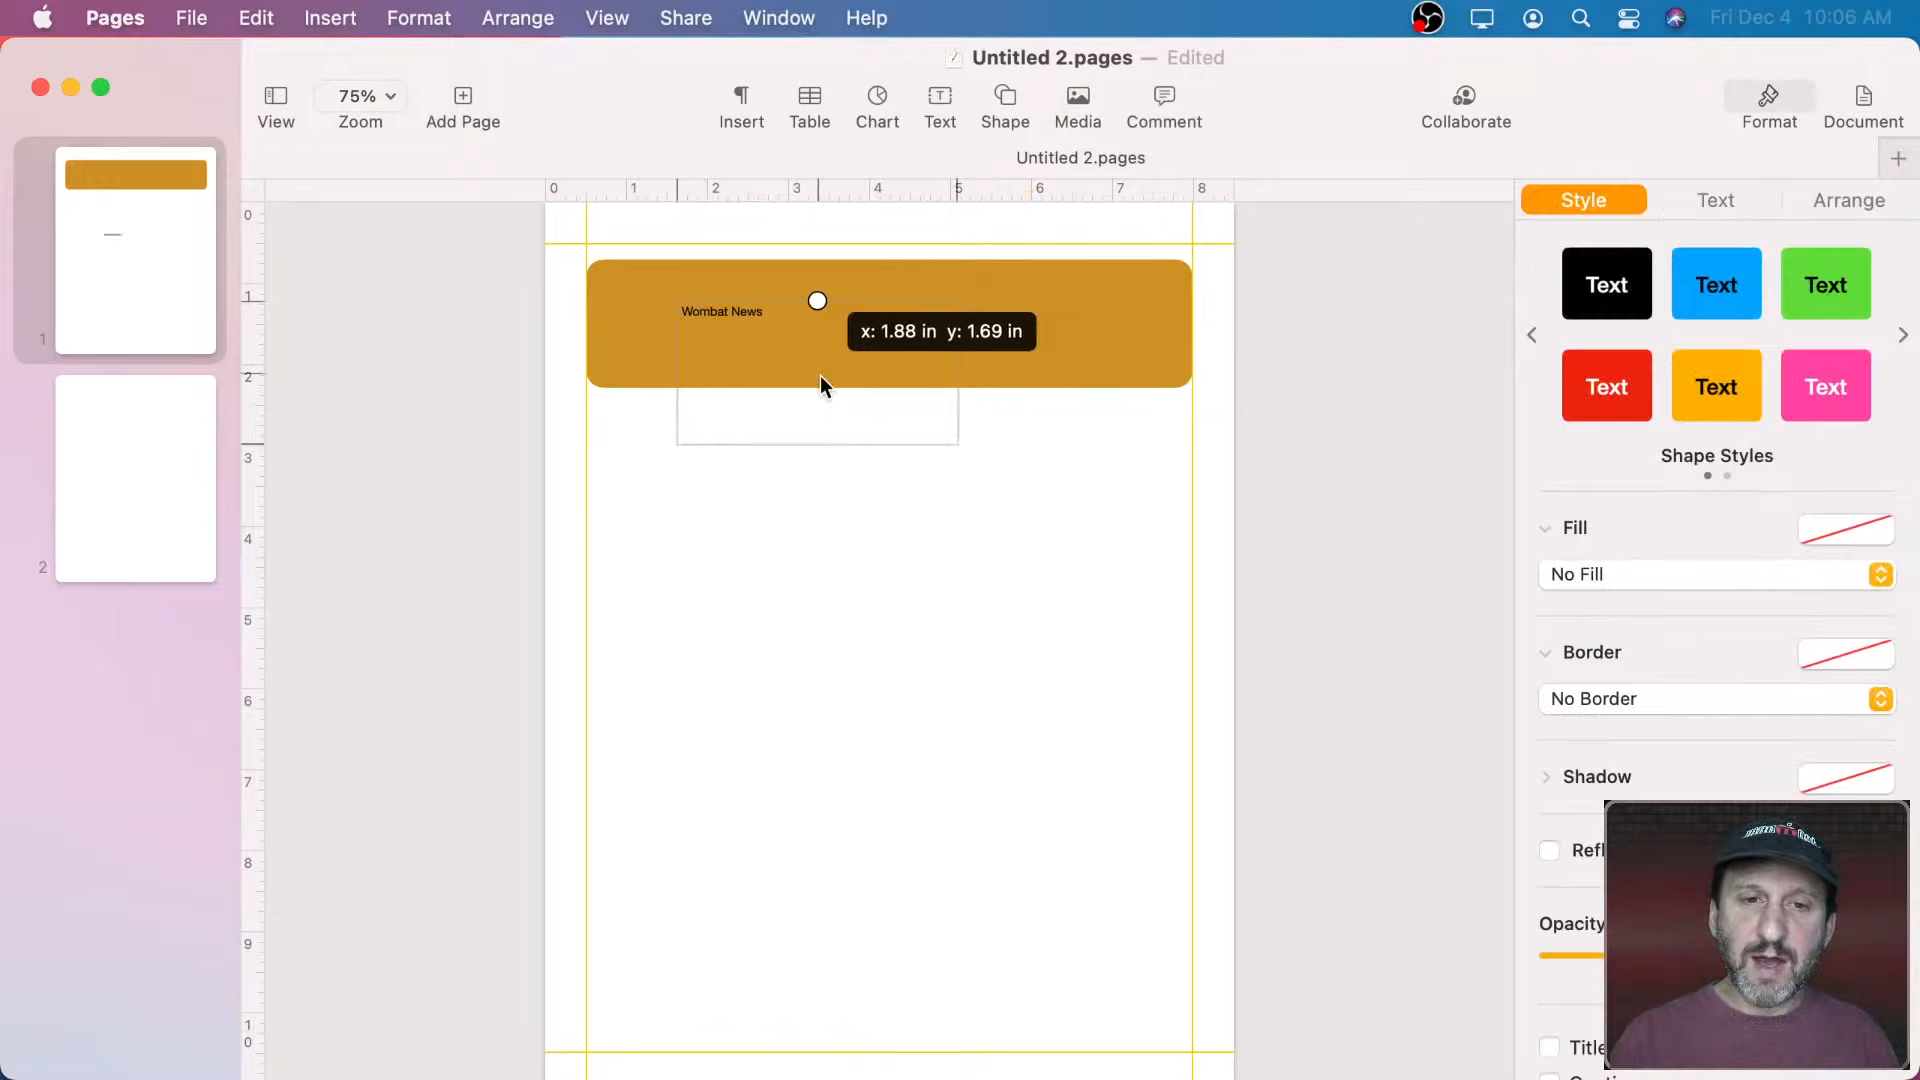 Pages File Edit Insert Format Arrange View Share Window Help Fri Dec 4 10:06 AM
Untitled 2.pages — Edited
75%
View Zoom Add Page Insert Table Chart Text Shape Media Comment Collaborate Format Document
Untitled 2.pages
0 1 2 3 4 5 6 7 8
Style Text Arrange
0
1
2
3
4
5
6
7
8
9
1
0
1
2
Wombat News
x: 1.88 in y: 1.69 in
Text Text Text
Text Text Text
Shape Styles
Fill
No Fill
Border
No Border
Shadow
Refl
Opacity
Title